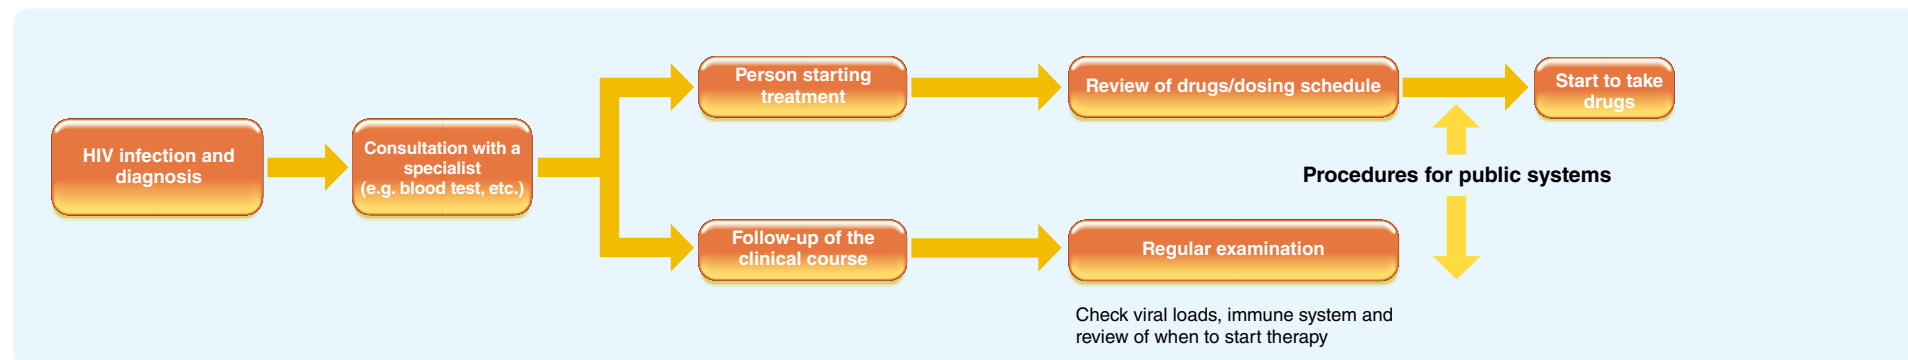 HIV infection and
diagnosis
Consultation with a
specialist
(e.g. blood test, etc.)
Person starting
treatment
Review of drugs/dosing schedule
Start to take
drugs
Procedures for public systems
Follow-up of the
clinical course
Regular examination
Check viral loads, immune system and
review of when to start therapy